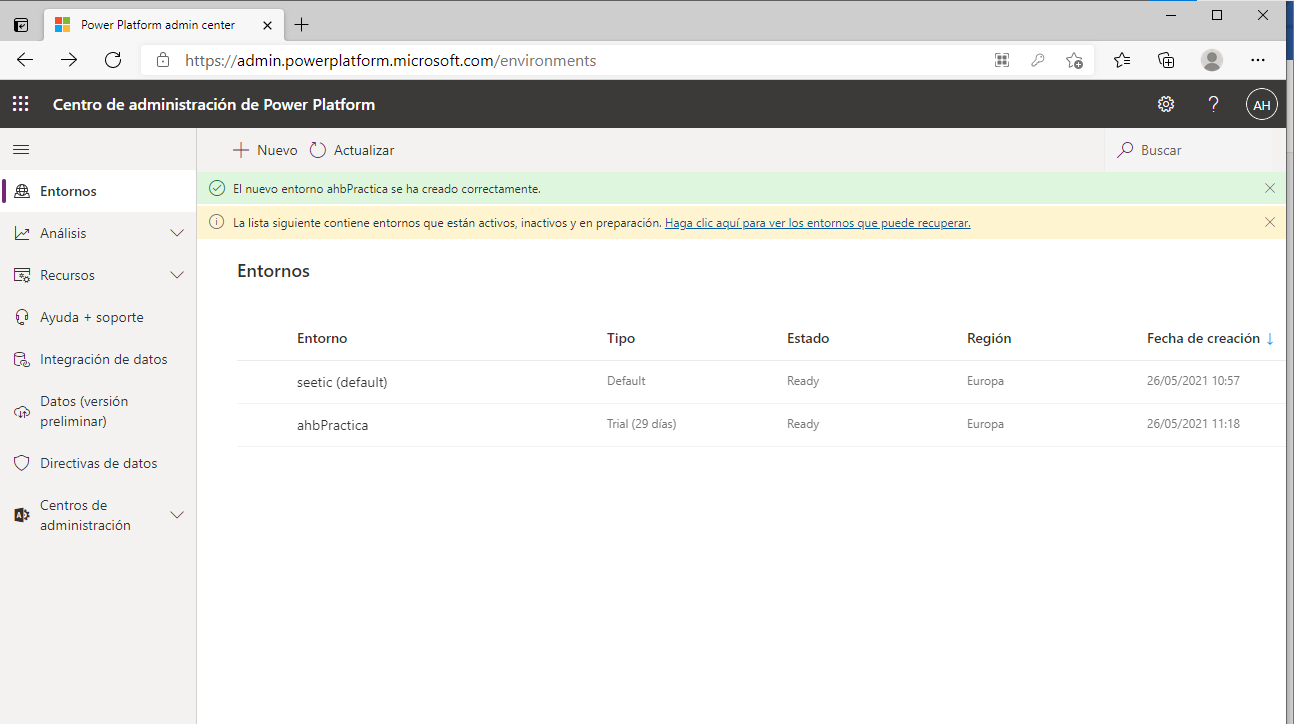 Power Platform admin center
https://admin.powerplatform.microsoft.com/environments
Centro de administración de Power Platform
?
AH
Nuevo
Actualizar
Buscar
Entornos
Análisis
Recursos
Ayuda + soporte
Integración de datos
Datos (versión
preliminar)
Directivas de datos
Centros de
administración
El nuevo entorno ahbPractica se ha creado correctamente.
La lista siguiente contiene entornos que están activos, inactivos y en preparación. Haga clic aquí para ver los entornos que puede recuperar.
Entornos
Entorno Tipo Estado Región Fecha de creación ↓
seetic (default) Default Ready Europa 26/05/2021 10:57
ahbPractica Trial (29 días) Ready Europa 26/05/2021 11:18